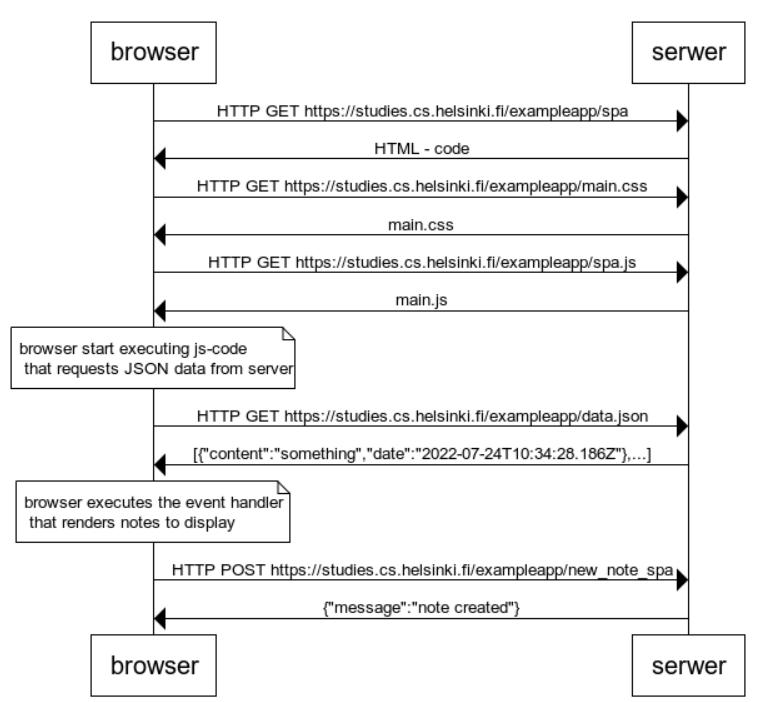 browser serwer
HTTP GET https://studies.cs.helsinki.fi/exampleapp/spa
HTML - code
HTTP GET https://studies.cs.helsinki.fi/exampleapp/main.css
main.css
HTTP GET https://studies.cs.helsinki.fi/exampleapp/spa.js
main.js
browser start executing js-code
that requests JSON data from server
HTTP GET https://studies.cs.helsinki.fi/exampleapp/data.json
[{"content":"something","date":"2022-07-24T10:34:28.186Z"},...]
browser executes the event handler
that renders notes to display
HTTP POST https://studies.cs.helsinki.fi/exampleapp/new_note_spa
{"message":"note created"}
browser serwer